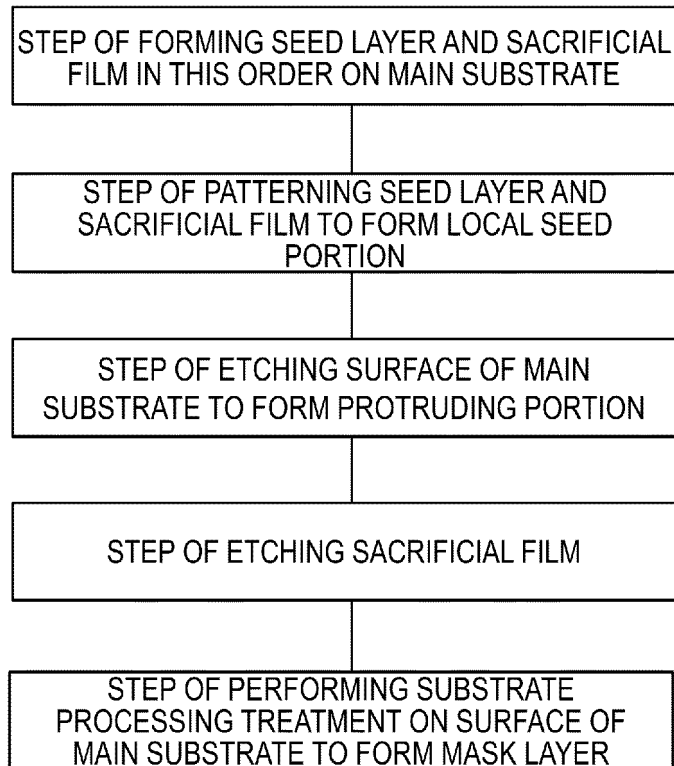 STEP OF FORMING SEED LAYER AND SACRIFICIAL
FILM IN THIS ORDER ON MAIN SUBSTRATE
STEP OF PATTERNING SEED LAYER AND
SACRIFICIAL FILM TO FORM LOCAL SEED
PORTION
STEP OF ETCHING SURFACE OF MAIN
SUBSTRATE TO FORM PROTRUDING PORTION
STEP OF ETCHING SACRIFICIAL FILM
STEP OF PERFORMING SUBSTRATE
PROCESSING TREATMENT ON SURFACE OF
MAIN SUBSTRATE TO FORM MASK LAYER